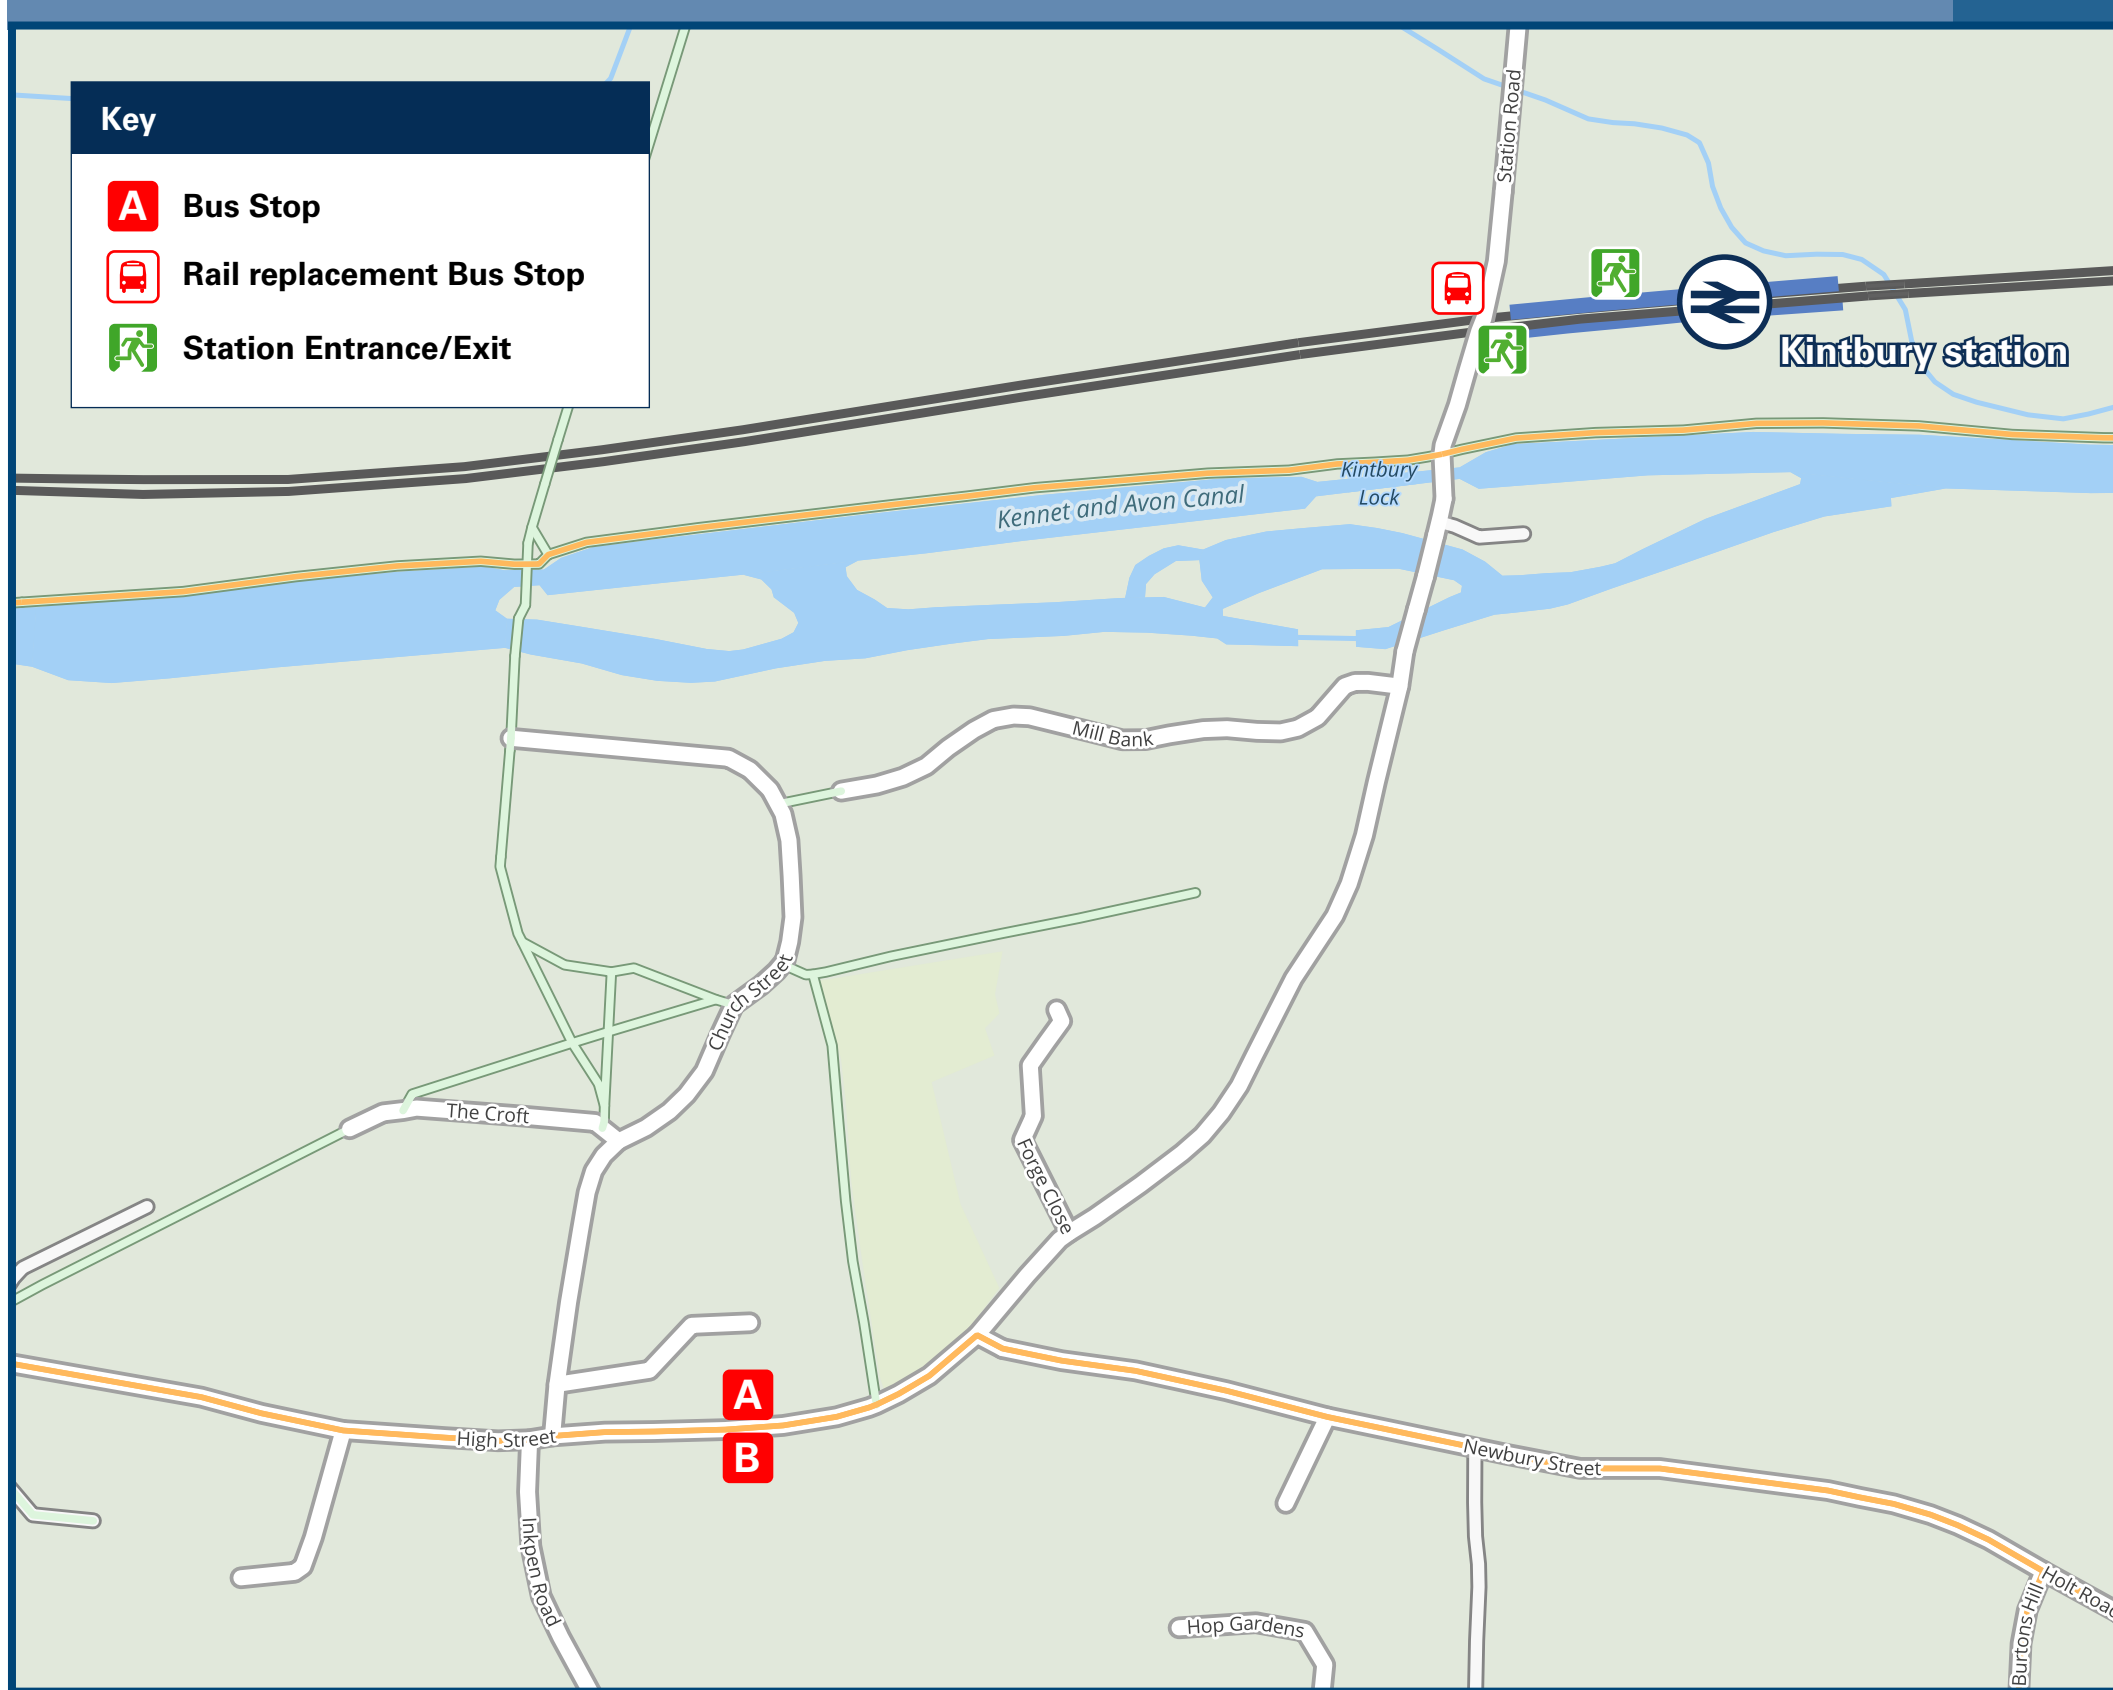 Key
A
Bus Stop
Rail replacement Bus Stop
Station Entrance/Exit
Station Road
Kintbury station
Kintbury
Lock
Kennet and Avon Canal
Mill Bank
Church Street
The Croft
Forge Close
A
B
High Street
Newbury Street
Inkpen Road
Hop Gardens
Holt Road
Burtons Hill